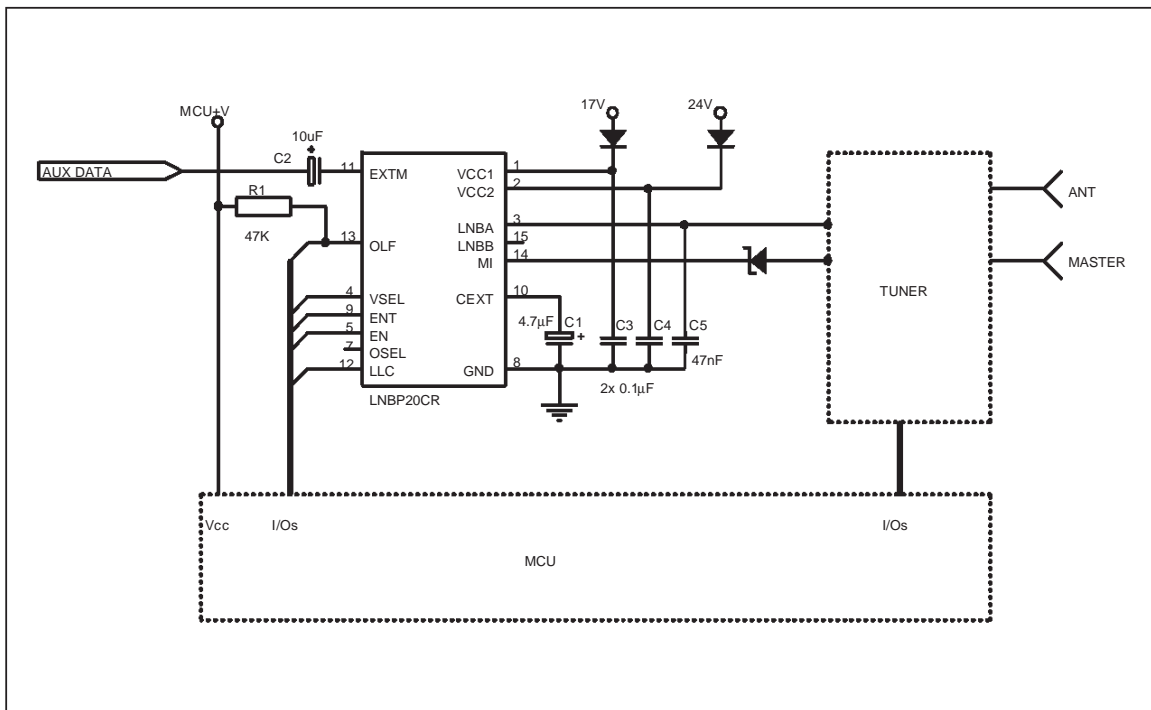 17V
24V
MCU+V
10uF
+
C2
AUX DATA
11
EXTM
VCC1
1
VCC2
2
R1
47K
LNBA
3
ANT
13
OLF
LNBB
15
MI
14
MASTER
TUNER
4
VSEL
CEXT
10
9
ENT
4.7µF
C1
+
C3
C4
C5
5
EN
7
OSEL
47nF
12
LLC
GND
8
2x 0.1µF
LNBP20CR
Vcc
I/Os
I/Os
MCU